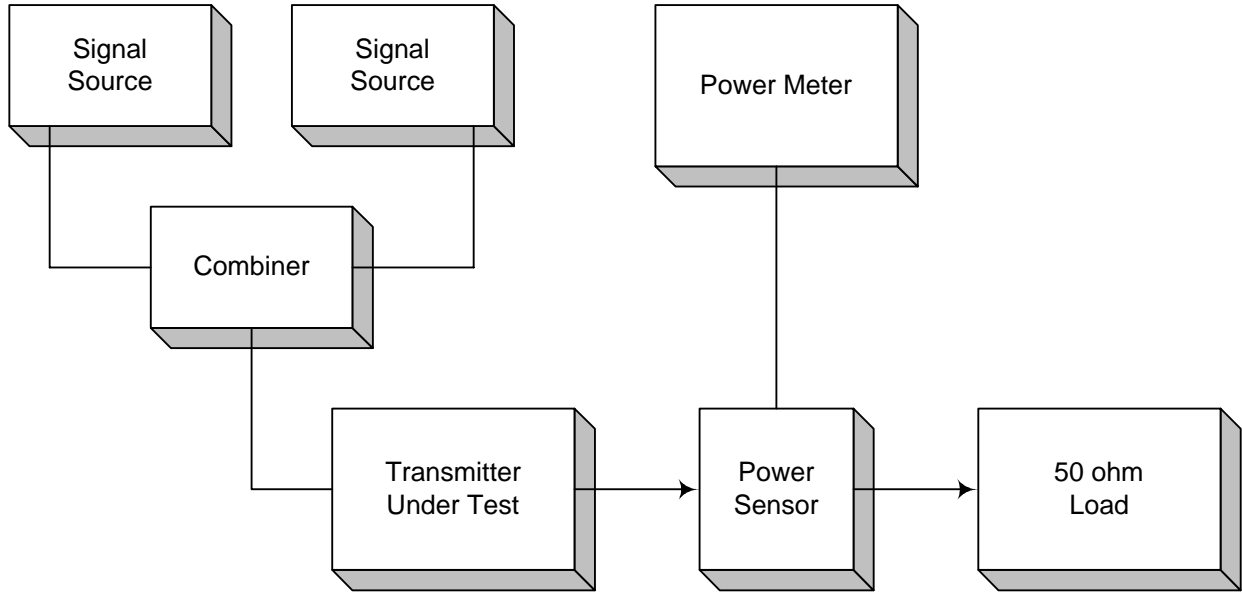 Signal
Source
Signal
Source
Power Meter
Combiner
Transmitter
Under Test
Power
Sensor
50 ohm
Load